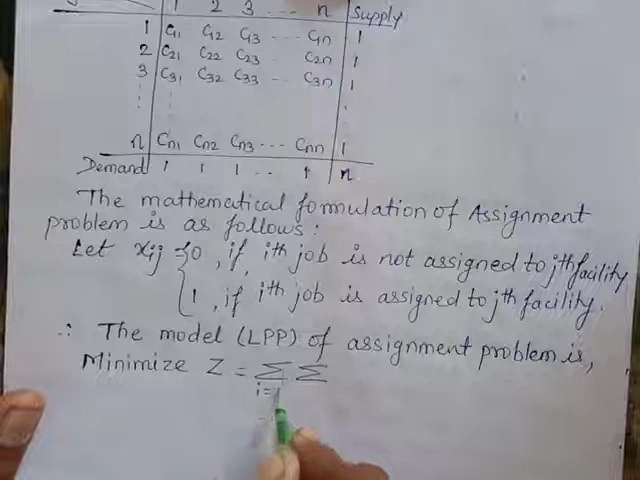 1 2 3 ... n Supply
1 C11 C12 C13 ... C1n 1
2 C21 C22 C23 .. C2n 1
3 C31 C32 C33 ... C3n 1
n Cn1 Cn2 Cn3 ... Cnn 1
Demand 1 1 1 .. 1 n
The mathematical formulation of Assignment
problem is as follows:
Let xij = { 0, if ith job is not assigned to jth facility
1, if ith job is assigned to jth facility.
∴ The model (LPP) of assignment problem is,
Minimize Z = Σ Σ
i=1